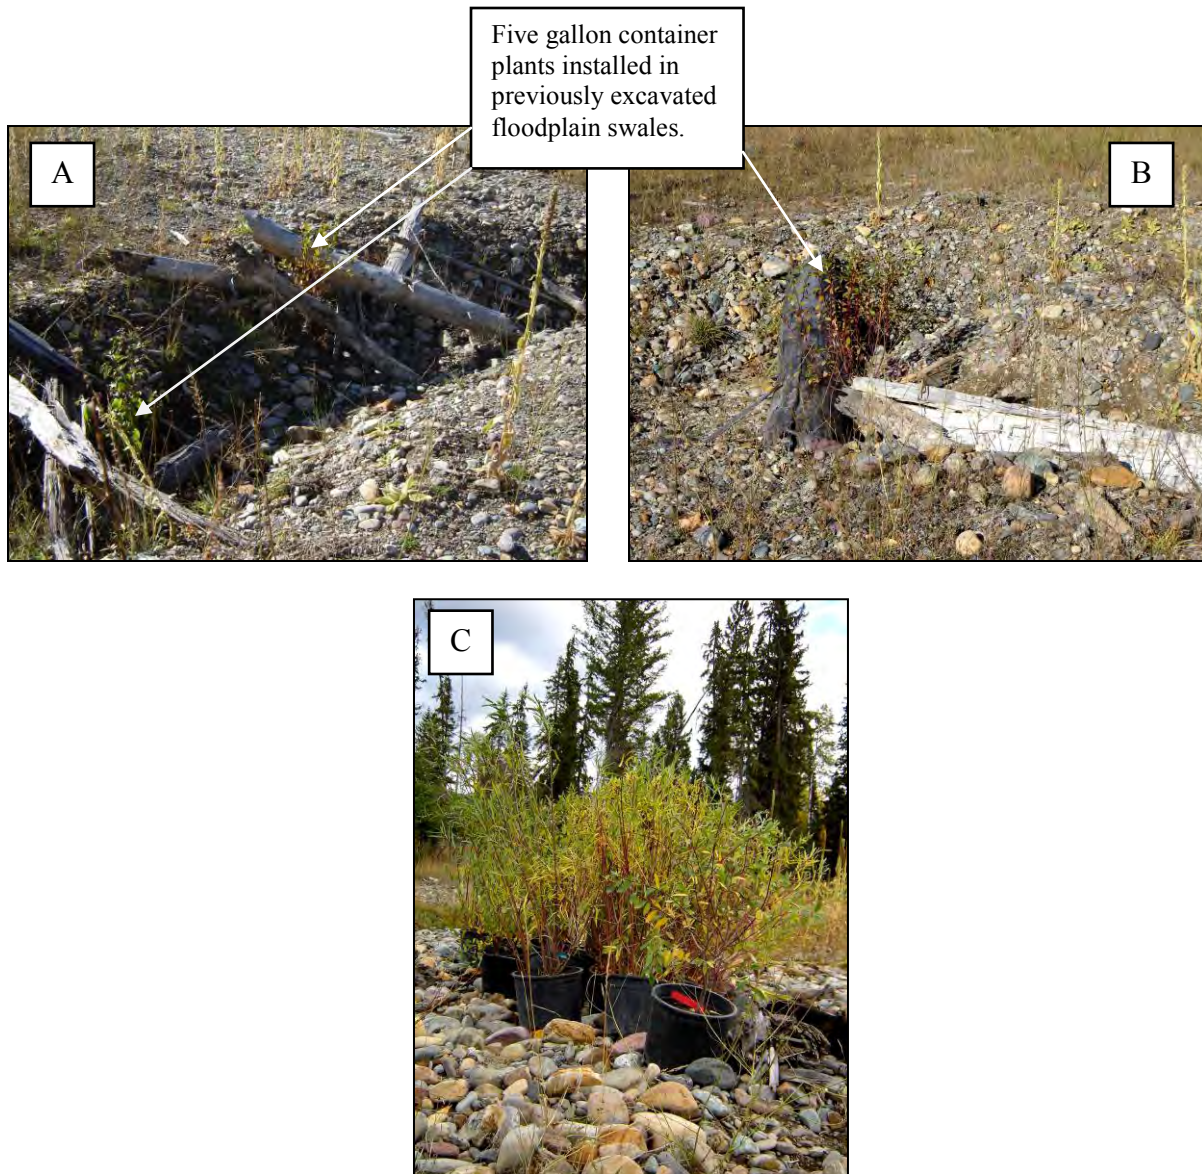 Five gallon container
plants installed in
previously excavated
floodplain swales.
A
B
C